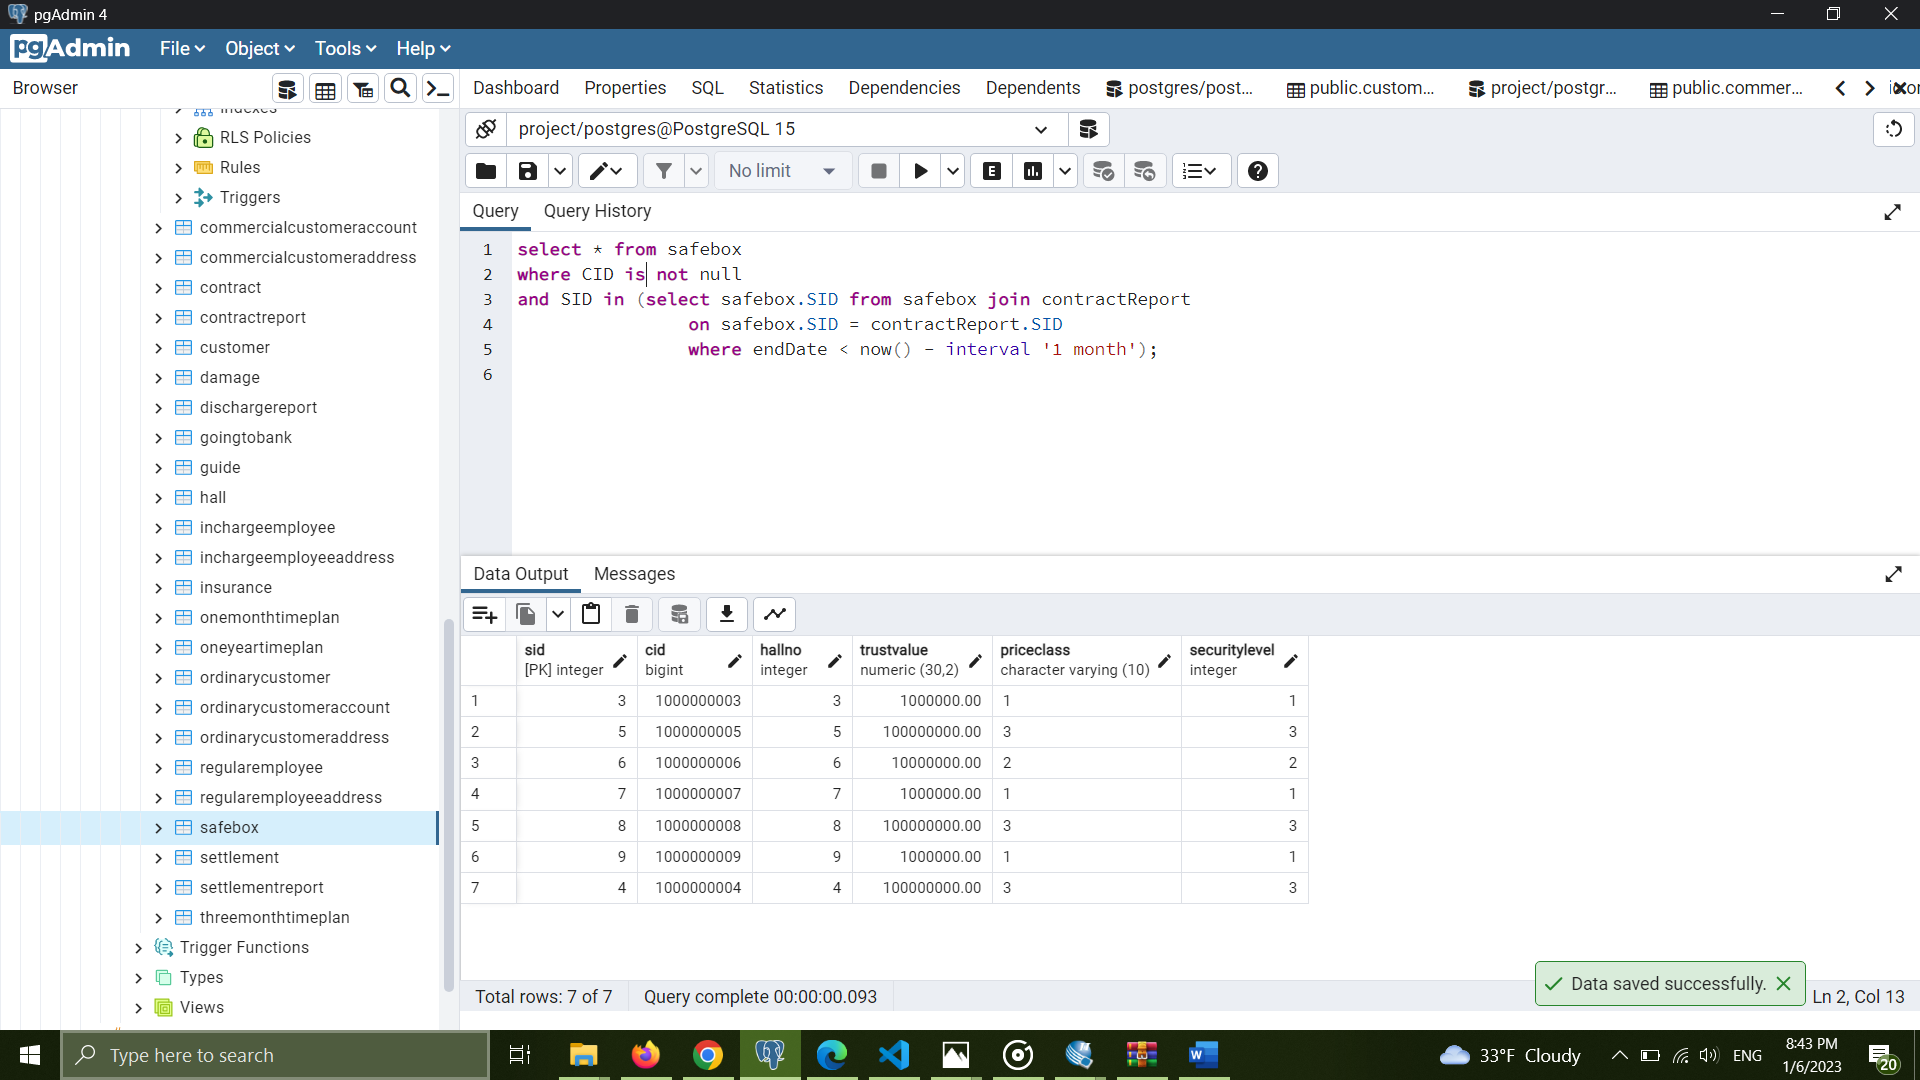 pgAdmin 4
pgAdmin File Object Tools Help
Browser
Dashboard Properties SQL Statistics Dependencies Dependents postgres/post... public.custom... project/postgr... public.commer...
Indexes
RLS Policies
Rules
Triggers
commercialcustomeraccount
commercialcustomeraddress
contract
contractreport
customer
damage
dischargereport
goingtobank
guide
hall
inchargeemployee
inchargeemployeeaddress
insurance
onemonthtimeplan
oneyeartimeplan
ordinarycustomer
ordinarycustomeraccount
ordinarycustomeraddress
regularemployee
regularemployeeaddress
safebox
settlement
settlementreport
threemonthtimeplan
Trigger Functions
Types
Views
project/postgres@PostgreSQL 15
No limit
E
Query Query History
1 select * from safebox
2 where CID is not null
3 and SID in (select safebox.SID from safebox join contractReport
4 on safebox.SID = contractReport.SID
5 where endDate < now() - interval '1 month');
6
Data Output Messages
sid cid hallno trustvalue priceclass securitylevel
[PK] integer bigint integer numeric (30,2) character varying (10) integer
1 3 1000000003 3 1000000.00 1 1
2 5 1000000005 5 100000000.00 3 3
3 6 1000000006 6 10000000.00 2 2
4 7 1000000007 7 1000000.00 1 1
5 8 1000000008 8 100000000.00 3 3
6 9 1000000009 9 1000000.00 1 1
7 4 1000000004 4 100000000.00 3 3
Data saved successfully.
Total rows: 7 of 7 Query complete 00:00:00.093 Ln 2, Col 13
Type here to search
33°F Cloudy ENG 8:43 PM
1/6/2023
20